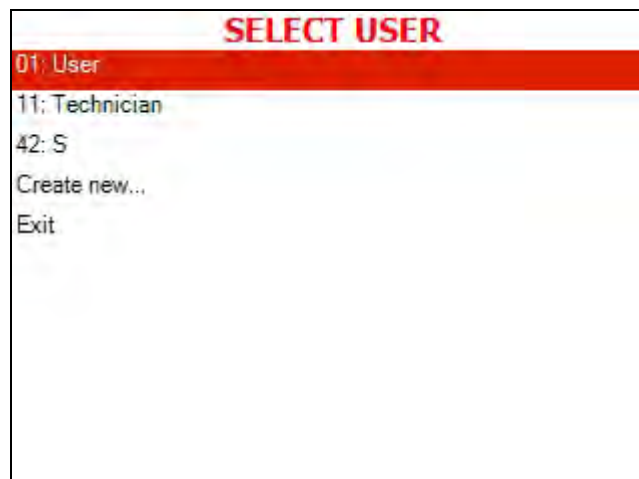 SELECT USER
01: User
11: Technician
42: S
Create new...
Exit